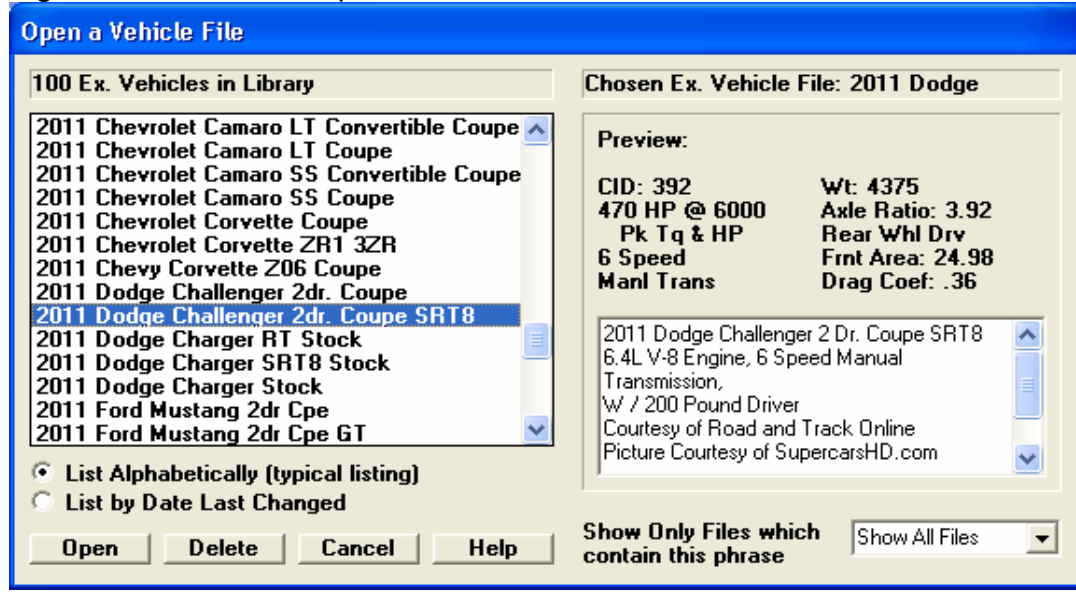 Open a Vehicle File
100 Ex. Vehicles in Library
2011 Chevrolet Camaro LT Convertible Coupe
2011 Chevrolet Camaro LT Coupe
2011 Chevrolet Camaro SS Convertible Coupe
2011 Chevrolet Camaro SS Coupe
2011 Chevrolet Corvette Coupe
2011 Chevrolet Corvette ZR1 3ZR
2011 Chevy Corvette Z06 Coupe
2011 Dodge Challenger 2dr. Coupe
2011 Dodge Challenger 2dr. Coupe SRT8
2011 Dodge Charger RT Stock
2011 Dodge Charger SRT8 Stock
2011 Dodge Charger Stock
2011 Ford Mustang 2dr Cpe
2011 Ford Mustang 2dr Cpe GT
List Alphabetically (typical listing)
List by Date Last Changed
Open Delete Cancel Help
Chosen Ex. Vehicle File: 2011 Dodge
Preview:
CID: 392 Wt: 4375
470 HP @ 6000 Axle Ratio: 3.92
Pk Tq & HP Rear Whl Drv
6 Speed Frnt Area: 24.98
Manl Trans Drag Coef: .36
2011 Dodge Challenger 2 Dr. Coupe SRT8
6.4L V-8 Engine, 6 Speed Manual
Transmission,
W / 200 Pound Driver
Courtesy of Road and Track Online
Picture Courtesy of SupercarsHD.com
Show Only Files which
contain this phrase
Show All Files